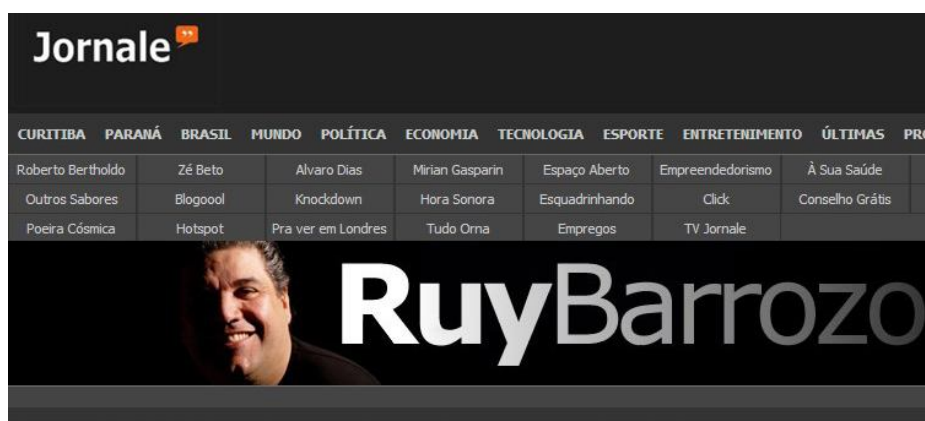 Jornale
CURITIBA PARANÁ BRASIL MUNDO POLÍTICA ECONOMIA TECNOLOGIA ESPORTE ENTRETENIMENTO ÚLTIMAS
Roberto Bertholdo Zé Beto Alvaro Dias Mirian Gasparin Espaço Aberto Empreendedorismo À Sua Saúde
Outros Sabores Blogoool Knockdown Hora Sonora Esquadrinhando Click Conselho Grátis
Poeira Cósmica Hotspot Pra ver em Londres Tudo Orna Empregos TV Jornale
RuyBarrozo